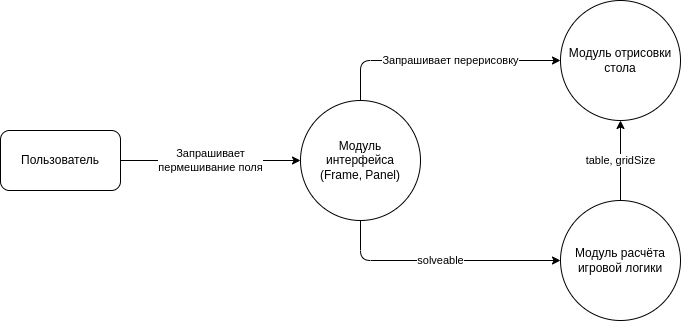 Пользователь
Запрашивает
пермешивание поля
Модуль
интерфейса
(Frame, Panel)
Запрашивает перерисовку
Модуль отрисовки
стола
table, gridSize
solveable
Модуль расчёта
игровой логики